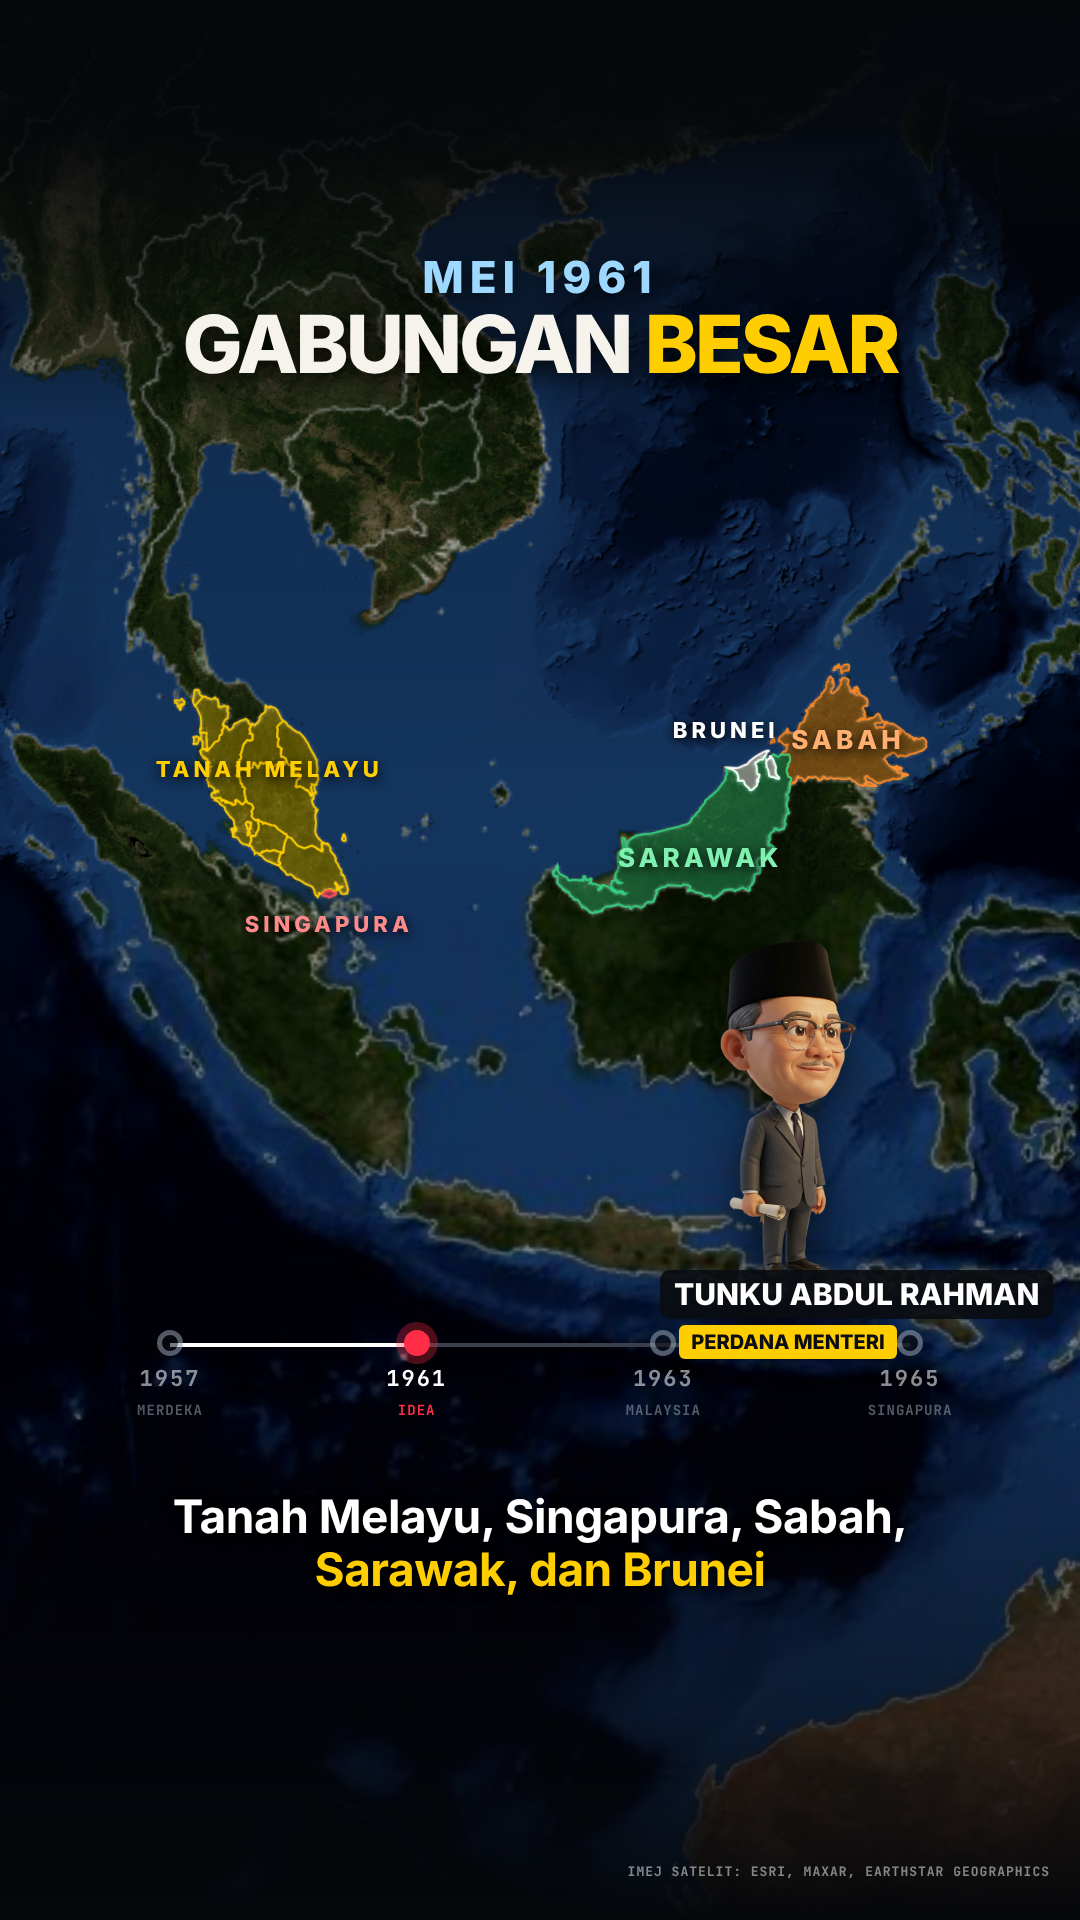 MEI 1961
GABUNGAN BESAR
BRUNEI
SABAH
TANAH MELAYU
SARAWAK
SINGAPURA
TUNKU ABDUL RAHMAN
PERDANA MENTERI
1957
1961
1963
1965
MERDEKA
IDEA
MALAYSIA
SINGAPURA
Tanah Melayu, Singapura, Sabah,
Sarawak, dan Brunei
IMEJ SATELIT: ESRI, MAXAR, EARTHSTAR GEOGRAPHICS